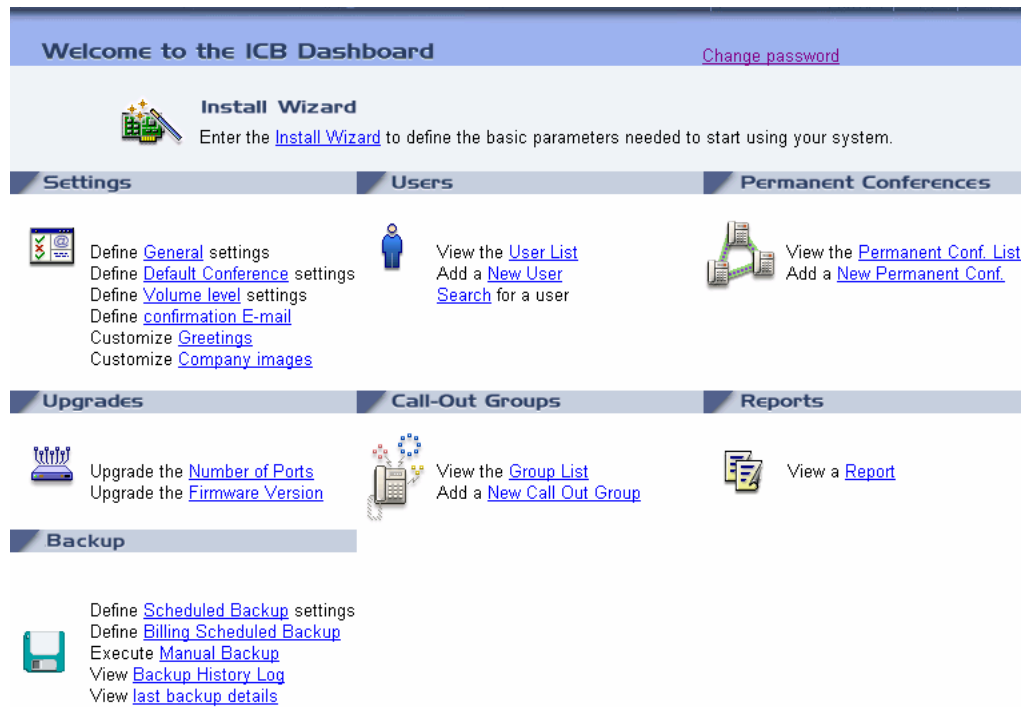 Welcome to the ICB Dashboard
Change password
Install Wizard
Enter the Install Wizard to define the basic parameters needed to start using your system.
Settings
Define General settings
Define Default Conference settings
Define Volume level settings
Define confirmation E-mail
Customize Greetings
Customize Company images
Users
View the User List
Add a New User
Search for a user
Permanent Conferences
View the Permanent Conf. List
Add a New Permanent Conf.
Upgrades
Upgrade the Number of Ports
Upgrade the Firmware Version
Call-Out Groups
View the Group List
Add a New Call Out Group
Reports
View a Report
Backup
Define Scheduled Backup settings
Define Billing Scheduled Backup
Execute Manual Backup
View Backup History Log
View last backup details